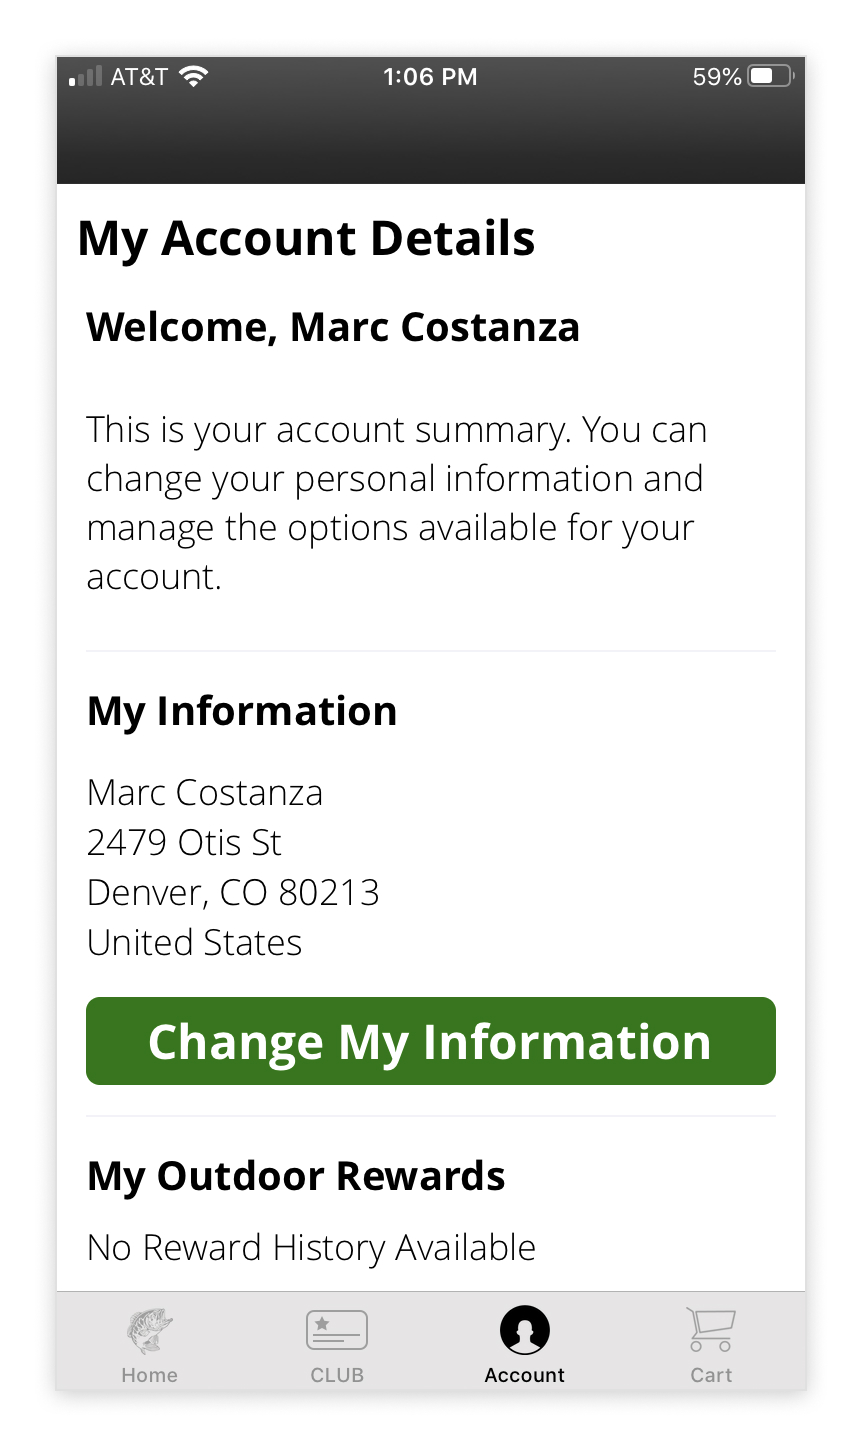 AT&T 1:06 PM 59%
My Account Details
Welcome, Marc Costanza
This is your account summary. You can
change your personal information and
manage the options available for your
account.
My Information
Marc Costanza
2479 Otis St
Denver, CO 80213
United States
Change My Information
My Outdoor Rewards
No Reward History Available
Home CLUB Account Cart